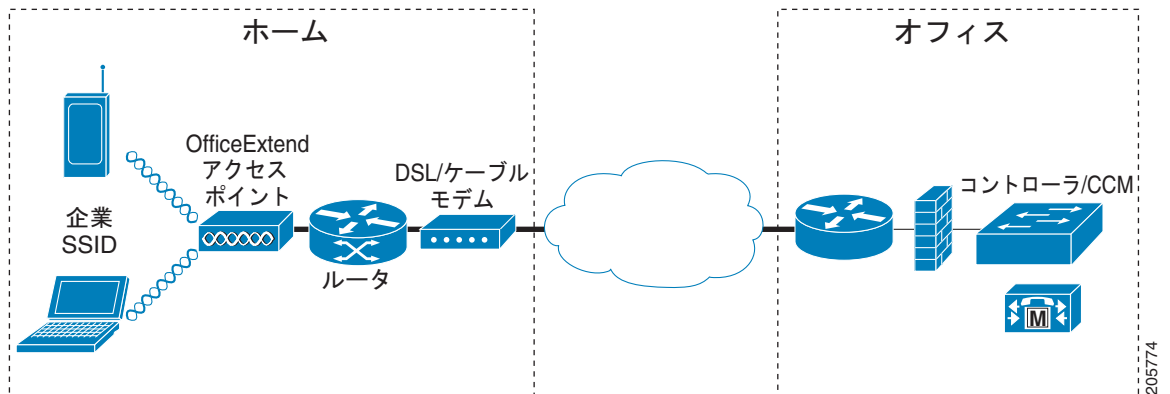 ホーム
オフィス
OfficeExtend
アクセス
ポイント
DSL/ケーブル
モデム
コントローラ/CCM
企業
SSID
ルータ
M
205774